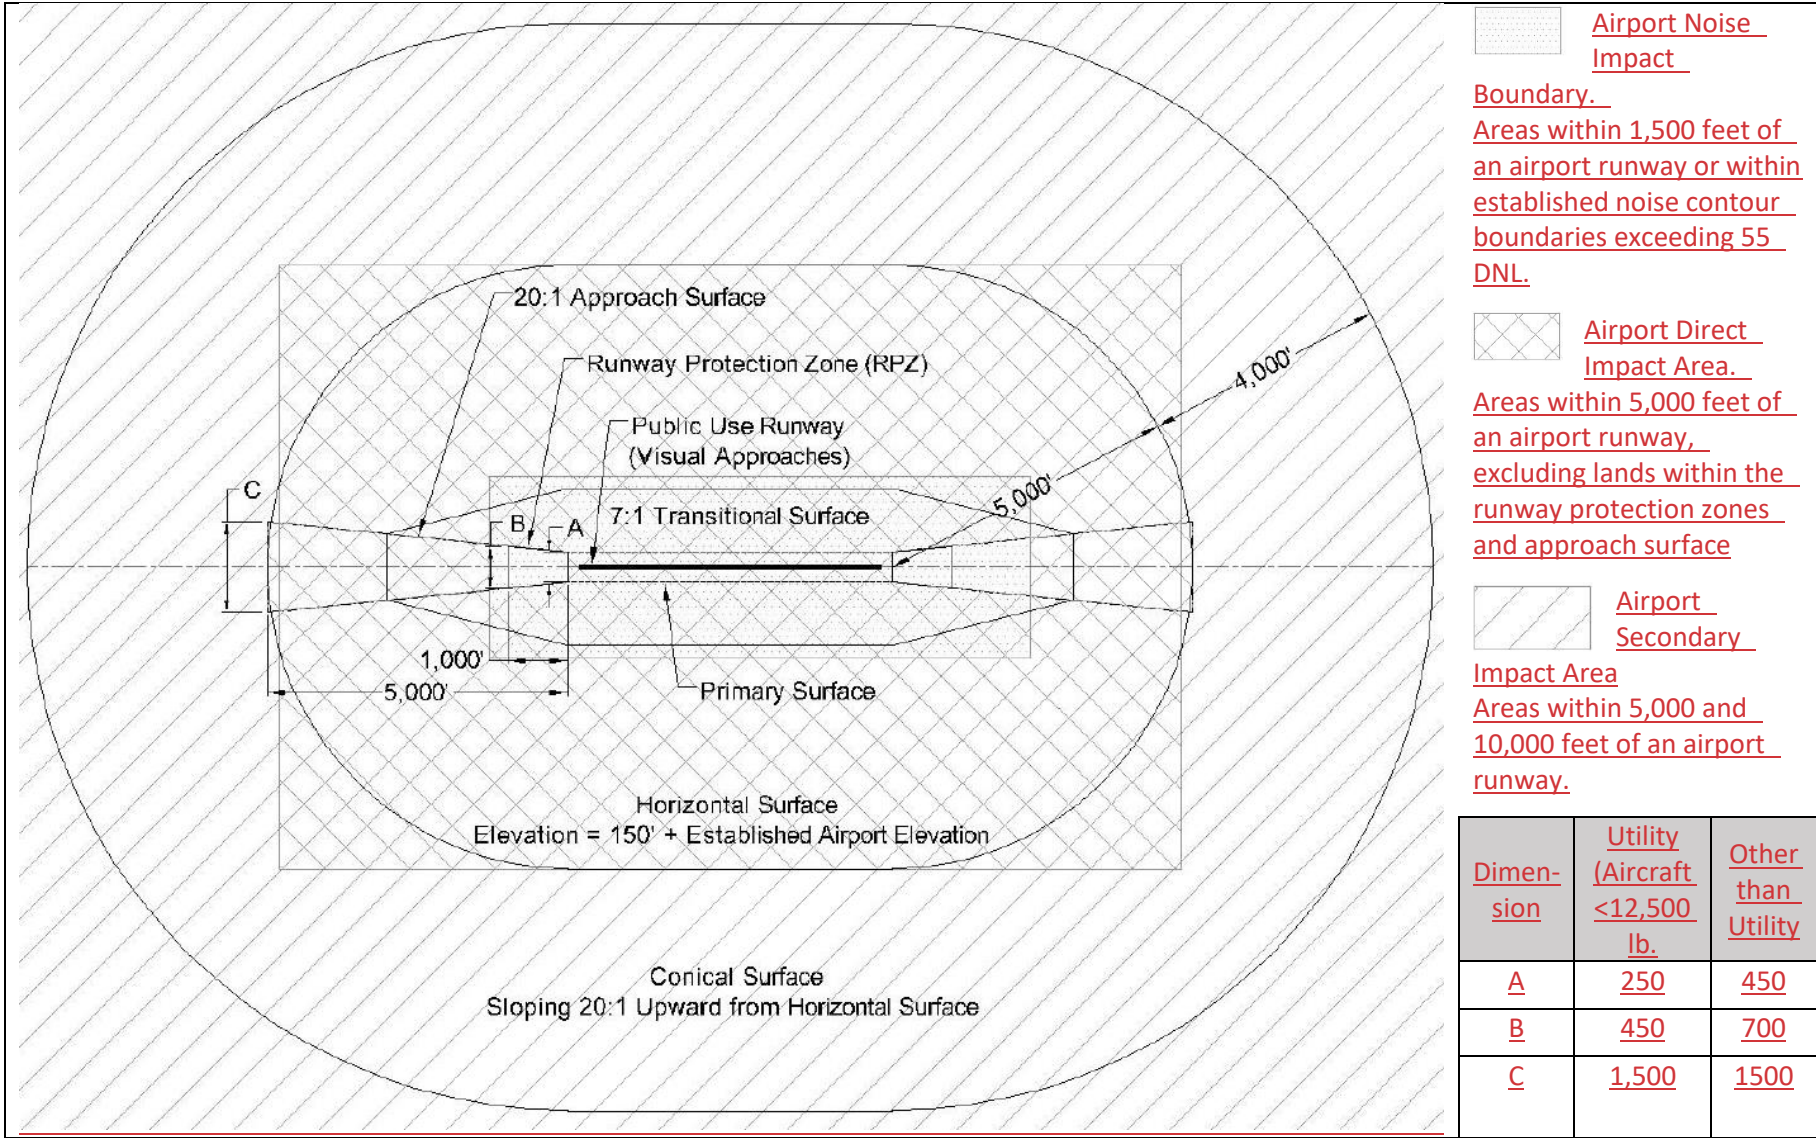 20:1 Approach Surface
Runway Protection Zone (RPZ)
Public Use Runway
(Visual Approaches)
4,000'
5,000'
C
B
A
7:1 Transitional Surface
1,000'
5,000'
Primary Surface
Horizontal Surface
Elevation = 150' + Established Airport Elevation
Conical Surface
Sloping 20:1 Upward from Horizontal Surface
Airport Noise
Impact
Boundary.
Areas within 1,500 feet of
an airport runway or within
established noise contour
boundaries exceeding 55
DNL.
Airport Direct
Impact Area.
Areas within 5,000 feet of
an airport runway,
excluding lands within the
runway protection zones
and approach surface
Airport
Secondary
Impact Area
Areas within 5,000 and
10,000 feet of an airport
runway.
Dimen-
sion
Utility
(Aircraft
<12,500
lb.
Other
than
Utility
A 250 450
B 450 700
C 1,500 1500